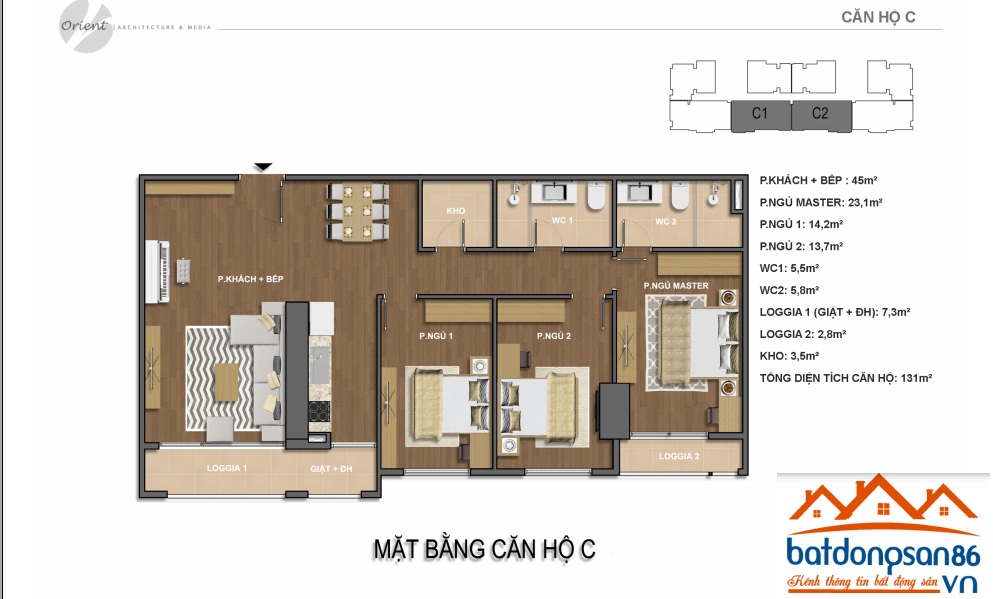 Orient ARCHITECTURE & MEDIA
CĂN HỘ C
C1 C2
P.KHÁCH + BẾP : 45m²
P.NGỦ MASTER: 23,1m²
P.NGỦ 1: 14,2m²
P.NGỦ 2: 13,7m²
WC1: 5,5m²
WC2: 5,8m²
LOGGIA 1 (GIẶT + ĐH): 7,3m²
LOGGIA 2: 2,8m²
KHO: 3,5m²
TỔNG DIỆN TÍCH CĂN HỘ: 131m²
KHO
WC 1
WC 2
P.KHÁCH + BẾP
P.NGỦ MASTER
P.NGỦ 1
P.NGỦ 2
LOGGIA 1
GIẶT + ĐH
LOGGIA 2
MẶT BẰNG CĂN HỘ C
batdongsan86
Kênh thông tin bất động sản
.VN